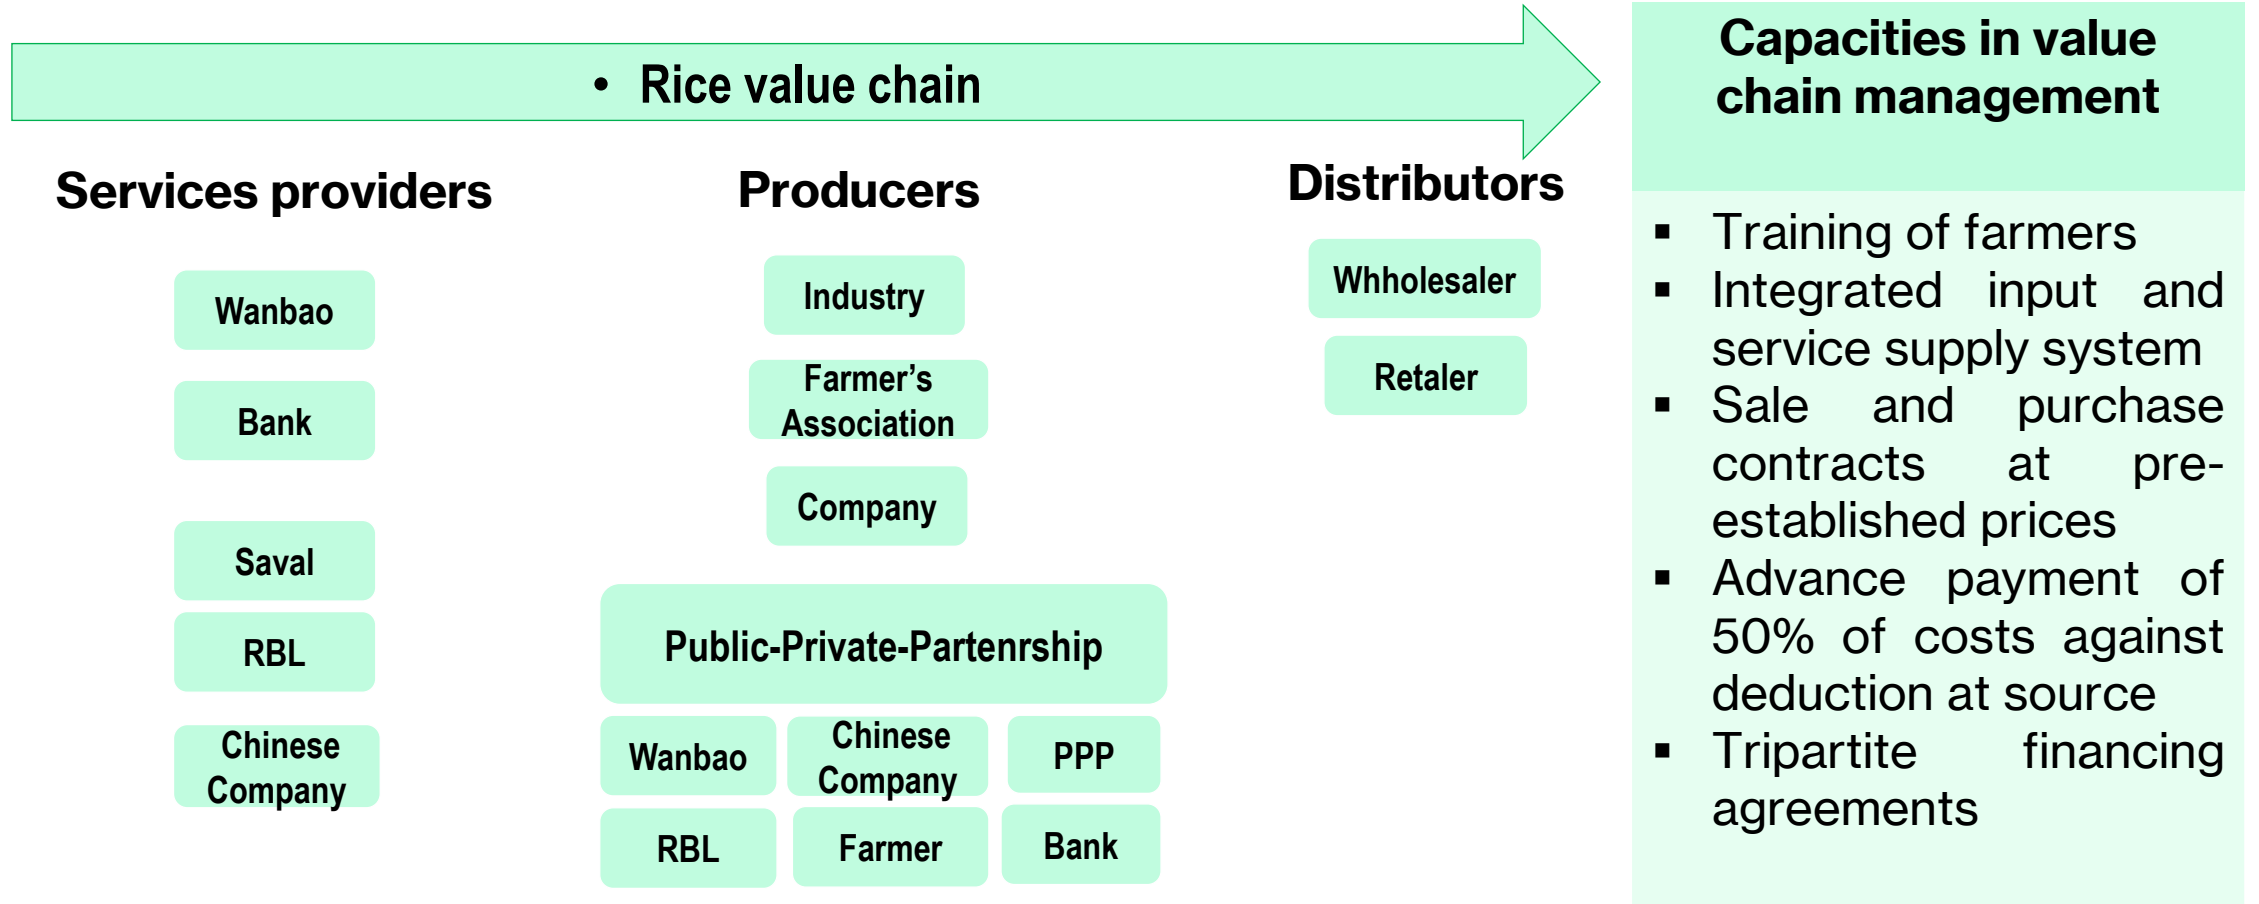 • Rice value chain
Services providers
Wanbao
Bank
Saval
RBL
Chinese
Company
Producers
Industry
Farmer’s
Association
Company
Public-Private-Partenrship
Wanbao
Chinese
Company
PPP
RBL
Farmer
Bank
Distributors
Whholesaler
Retaler
Capacities in value
chain management
▪ Training of farmers
▪ Integrated input and
service supply system
▪ Sale and purchase
contracts at pre-
established prices
▪ Advance payment of
50% of costs against
deduction at source
▪ Tripartite financing
agreements